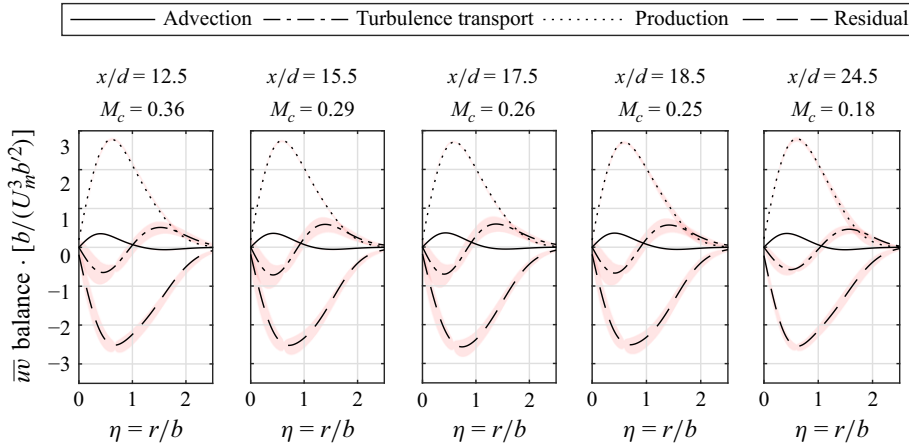 Advection Turbulence transport Production Residual
x/d = 12.5 x/d = 15.5 x/d = 17.5 x/d = 18.5 x/d = 24.5
M_c = 0.36 M_c = 0.29 M_c = 0.26 M_c = 0.25 M_c = 0.18
3
2
1
0
−1
−2
−3
u̅v̅ balance · [b/(U_m^3 b′^2)]
0 1 2 0 1 2 0 1 2 0 1 2 0 1 2
η = r/b η = r/b η = r/b η = r/b η = r/b